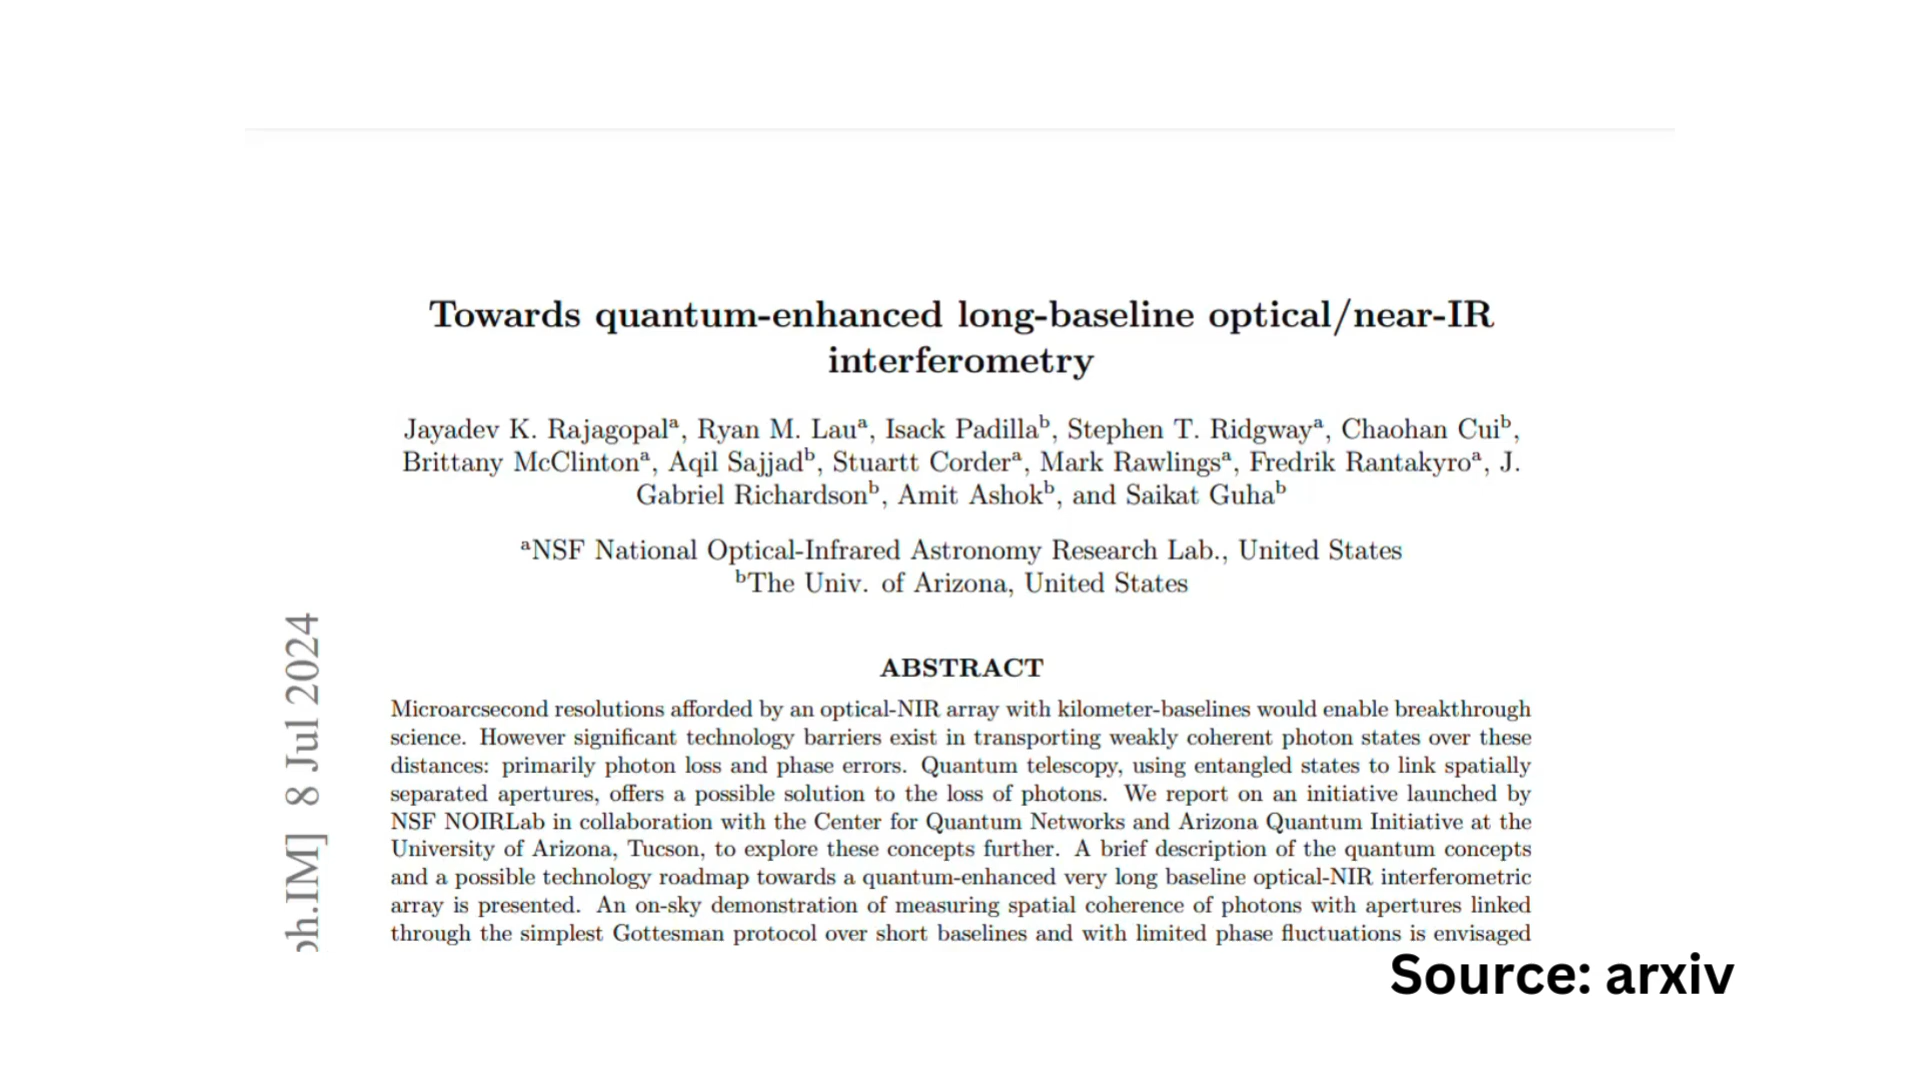 Towards quantum-enhanced long-baseline optical/near-IR
interferometry
Jayadev K. Rajagopalᵃ, Ryan M. Lauᵃ, Isack Padillaᵇ, Stephen T. Ridgwayᵃ, Chaohan Cuiᵇ,
Brittany McClintonᵃ, Aqil Sajjadᵇ, Stuartt Corderᵃ, Mark Rawlingsᵃ, Fredrik Rantakyroᵃ, J.
Gabriel Richardsonᵇ, Amit Ashokᵇ, and Saikat Guhaᵇ
ᵃNSF National Optical-Infrared Astronomy Research Lab., United States
ᵇThe Univ. of Arizona, United States
ABSTRACT
Microarcsecond resolutions afforded by an optical-NIR array with kilometer-baselines would enable breakthrough
science. However significant technology barriers exist in transporting weakly coherent photon states over these
distances: primarily photon loss and phase errors. Quantum telescopy, using entangled states to link spatially
separated apertures, offers a possible solution to the loss of photons. We report on an initiative launched by
NSF NOIRLab in collaboration with the Center for Quantum Networks and Arizona Quantum Initiative at the
University of Arizona, Tucson, to explore these concepts further. A brief description of the quantum concepts
and a possible technology roadmap towards a quantum-enhanced very long baseline optical-NIR interferometric
array is presented. An on-sky demonstration of measuring spatial coherence of photons with apertures linked
through the simplest Gottesman protocol over short baselines and with limited phase fluctuations is envisaged
ph.IM] 8 Jul 2024
Source: arxiv